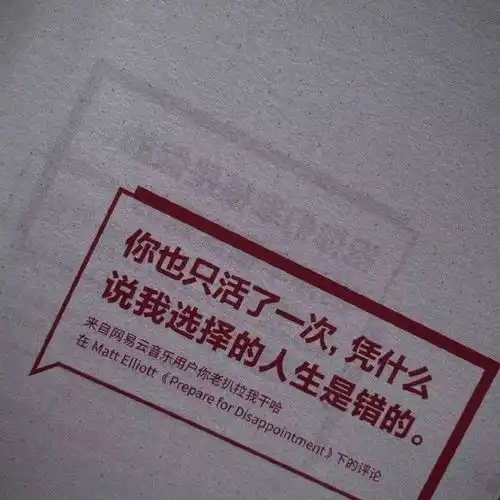 你也只活了一次，凭什么
说我选择的人生是错的。
来自网易云音乐用户你老扒拉我干哈
在 Matt Elliott《Prepare for Disappointment》下的评论